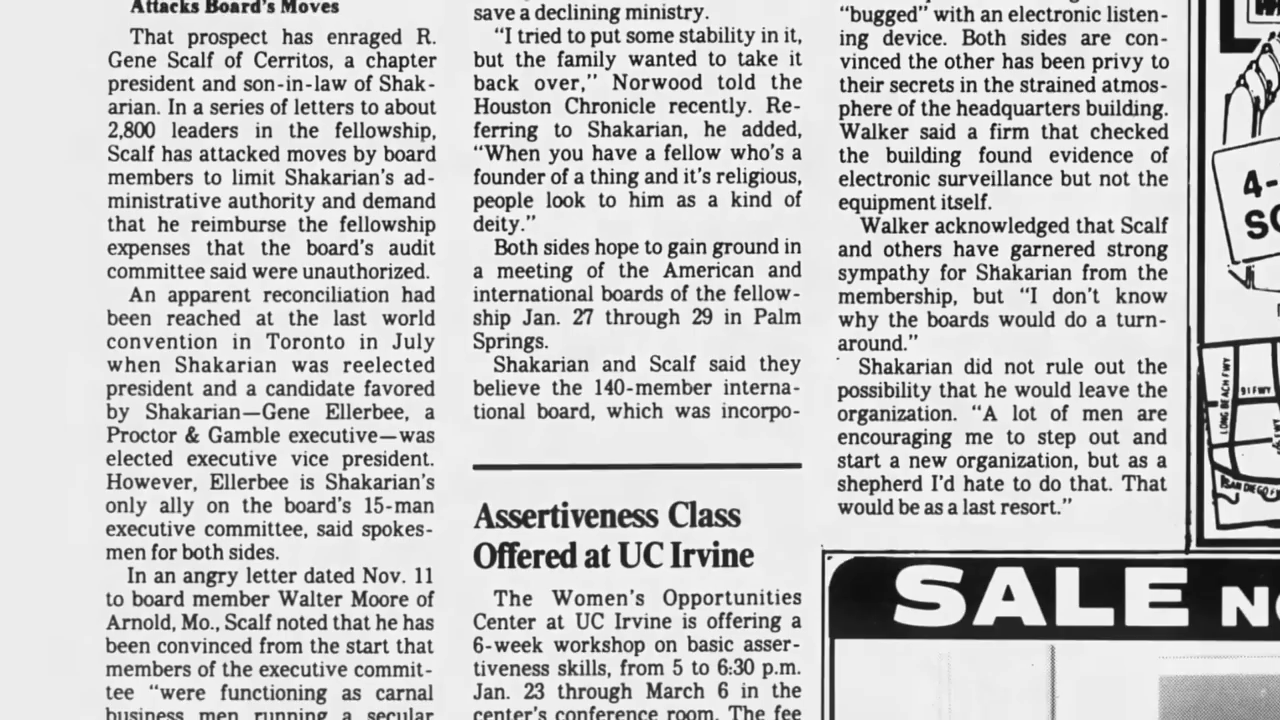 Attacks Board's Moves
That prospect has enraged R.
Gene Scalf of Cerritos, a chapter
president and son-in-law of Shak-
arian. In a series of letters to about
2,800 leaders in the fellowship,
Scalf has attacked moves by board
members to limit Shakarian's ad-
ministrative authority and demand
that he reimburse the fellowship
expenses that the board's audit
committee said were unauthorized.
An apparent reconciliation had
been reached at the last world
convention in Toronto in July
when Shakarian was reelected
president and a candidate favored
by Shakarian—Gene Ellerbee, a
Proctor & Gamble executive—was
elected executive vice president.
However, Ellerbee is Shakarian's
only ally on the board's 15-man
executive committee, said spokes-
men for both sides.
In an angry letter dated Nov. 11
to board member Walter Moore of
Arnold, Mo., Scalf noted that he has
been convinced from the start that
members of the executive commit-
tee "were functioning as carnal
business men running a secular
save a declining ministry.
"I tried to put some stability in it,
but the family wanted to take it
back over," Norwood told the
Houston Chronicle recently. Re-
ferring to Shakarian, he added,
"When you have a fellow who's a
founder of a thing and it's religious,
people look to him as a kind of
deity."
Both sides hope to gain ground in
a meeting of the American and
international boards of the fellow-
ship Jan. 27 through 29 in Palm
Springs.
Shakarian and Scalf said they
believe the 140-member interna-
tional board, which was incorpo-
Assertiveness Class
Offered at UC Irvine
The Women's Opportunities
Center at UC Irvine is offering a
6-week workshop on basic asser-
tiveness skills, from 5 to 6:30 p.m.
Jan. 23 through March 6 in the
center's conference room. The fee
"bugged" with an electronic listen-
ing device. Both sides are con-
vinced the other has been privy to
their secrets in the strained atmos-
phere of the headquarters building.
Walker said a firm that checked
the building found evidence of
electronic surveillance but not the
equipment itself.
Walker acknowledged that Scalf
and others have garnered strong
sympathy for Shakarian from the
membership, but "I don't know
why the boards would do a turn-
around."
Shakarian did not rule out the
possibility that he would leave the
organization. "A lot of men are
encouraging me to step out and
start a new organization, but as a
shepherd I'd hate to do that. That
would be as a last resort."
4-
LONG BEACH FWY
91 FWY
SAN DIEGO F
SALE